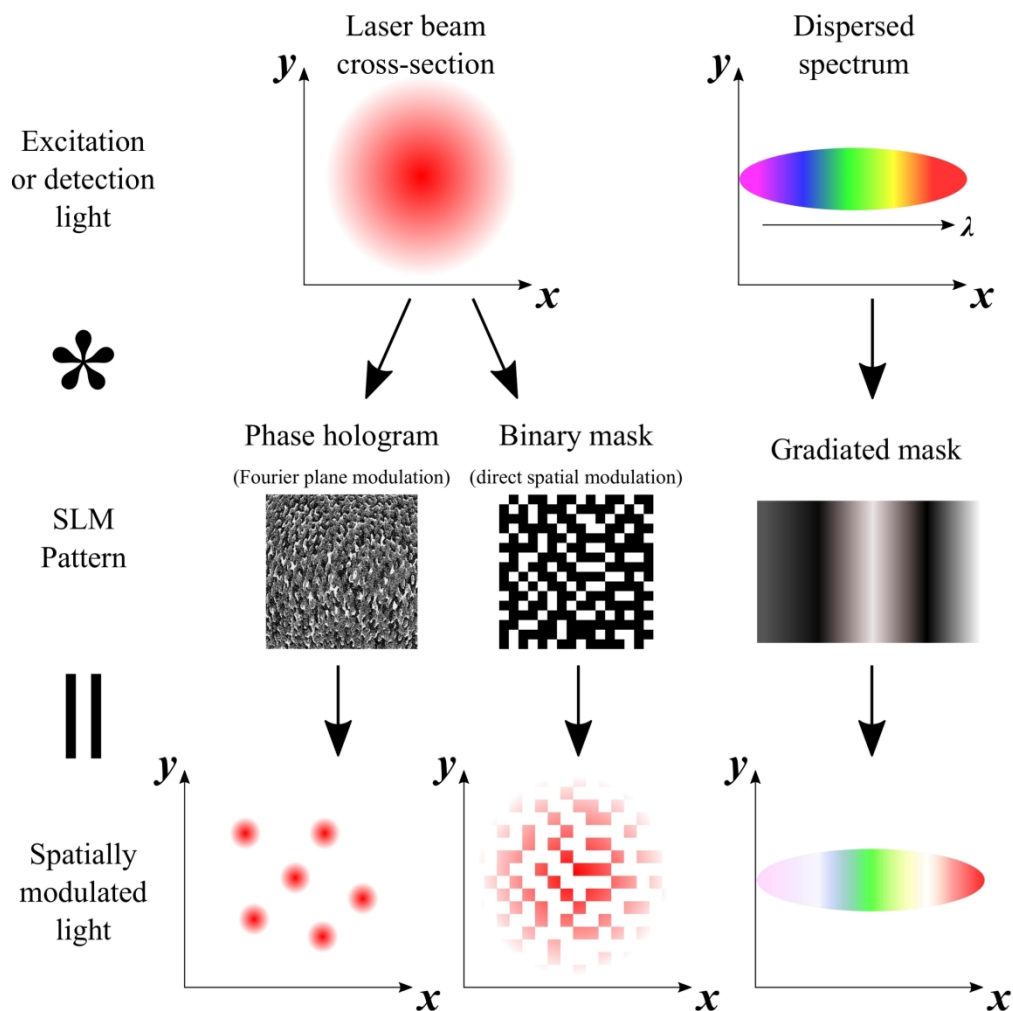 Laser beam
cross-section
Dispersed
spectrum
y
y
Excitation
or detection
light
λ
x
x
*
Phase hologram
(Fourier plane modulation)
Binary mask
(direct spatial modulation)
Gradiated mask
SLM
Pattern
y
y
y
Spatially
modulated
light
x
x
x